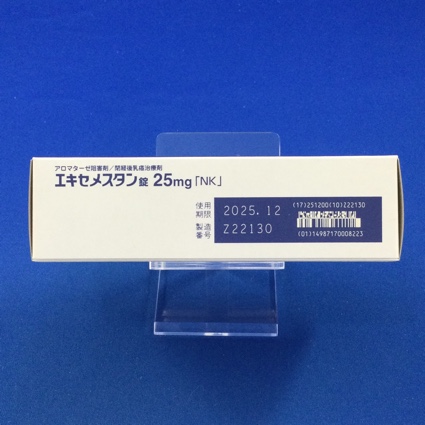 アロマターゼ阻害剤／閉経後乳癌治療剤
エキセメスタン錠 25mg「NK」
使用期限 2025.12
製造番号 Z22130
(17)251200(10)Z22130
(01)14987170008223